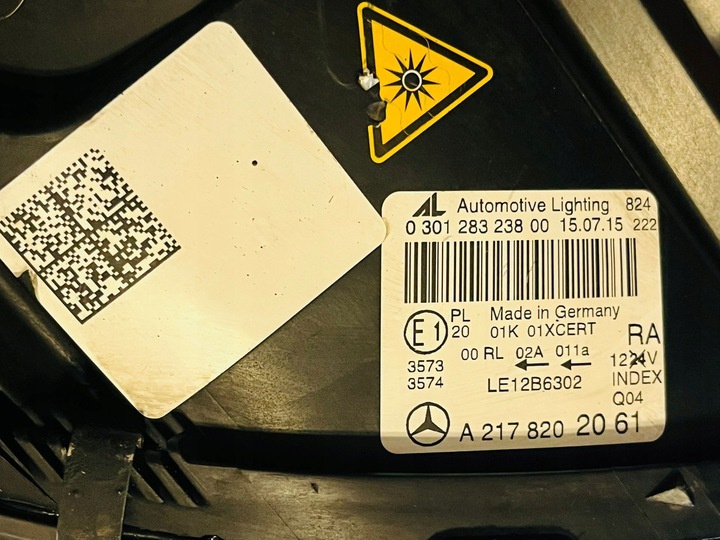 AL Automotive Lighting 824
0 301 283 238 00 15.07.15 222
E1 PL Made in Germany
20 01K 01XCERT
RA
00 RL 02A 011a
3573
3574
12 24V
LE12B6302
INDEX
Q04
A 217 820 20 61